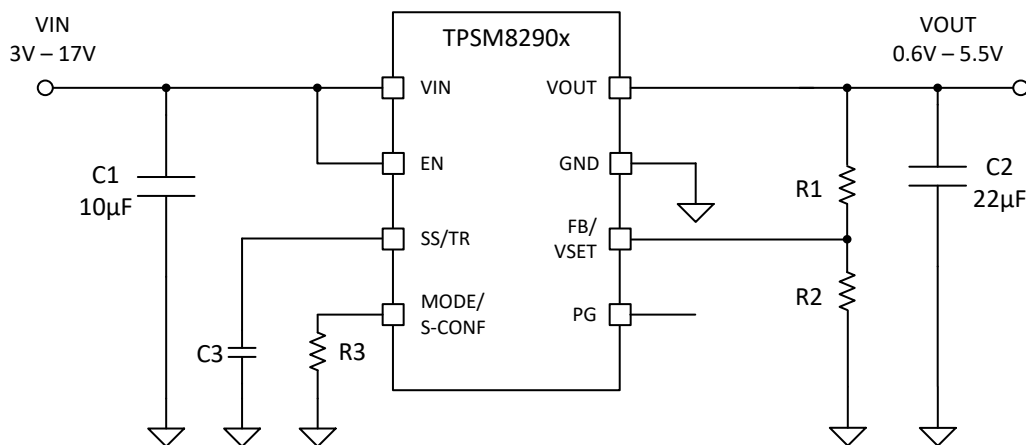 VIN
3V – 17V
TPSM8290x
VOUT
0.6V – 5.5V
VIN
VOUT
EN
GND
C1
10µF
R1
C2
22µF
SS/TR
FB/
VSET
MODE/
S-CONF
R2
PG
C3
R3